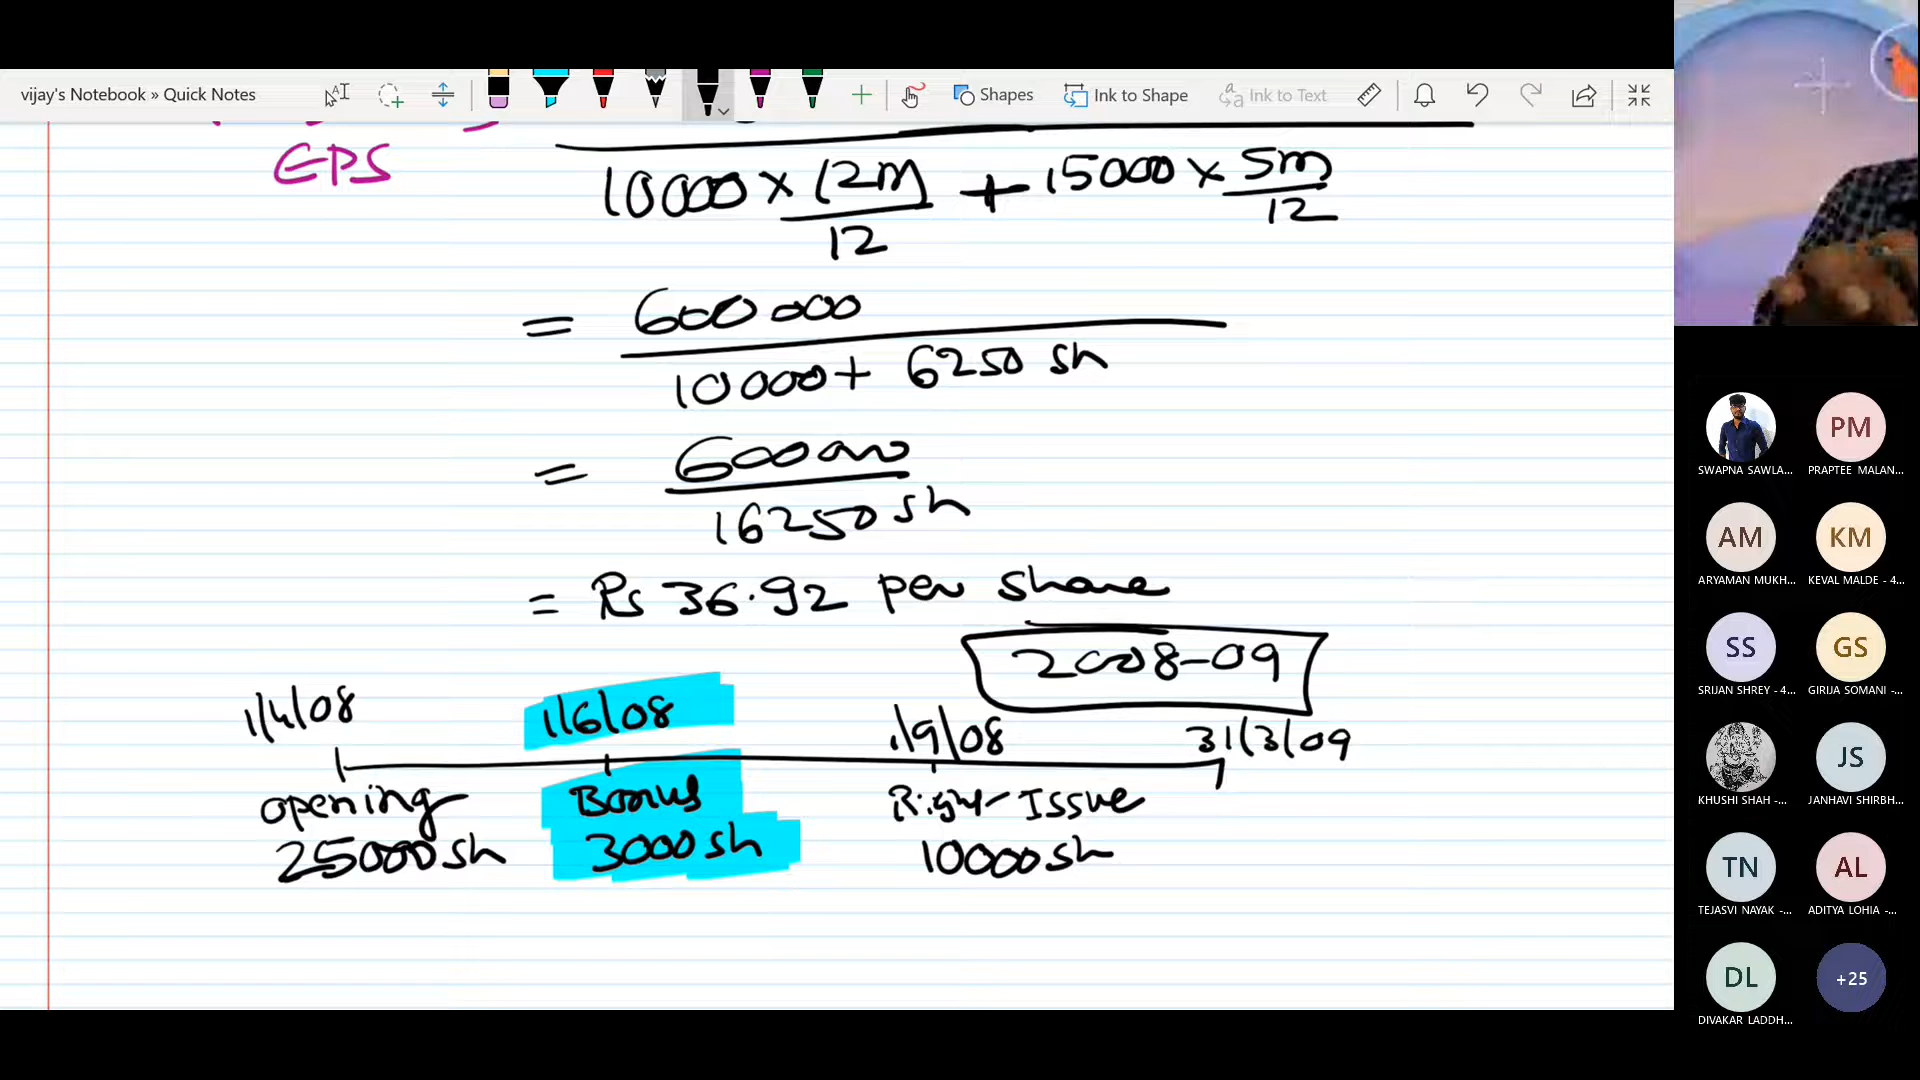 vijay's Notebook » Quick Notes
Shapes
Ink to Shape
Ink to Text
EPS
10000 × 12m/12 + 15000 × 5m/12
= 600000
10000 + 6250 sh
= 600000
16250 sh
= Rs 36.92 per share
2008-09
1/4/08 1/6/08 1/9/08 31/3/09
opening Bonus Right Issue
25000 sh 3000 sh 10000 sh
PM
SWAPNA SAWLA... PRAPTEE MALAN...
AM KM
ARYAMAN MUKH... KEVAL MALDE - 4...
SS GS
SRIJAN SHREY - 4... GIRIJA SOMANI -...
JS
KHUSHI SHAH -... JANHAVI SHIRBH...
TN AL
TEJASVI NAYAK -... ADITYA LOHIA -...
DL +25
DIVAKAR LADDH...